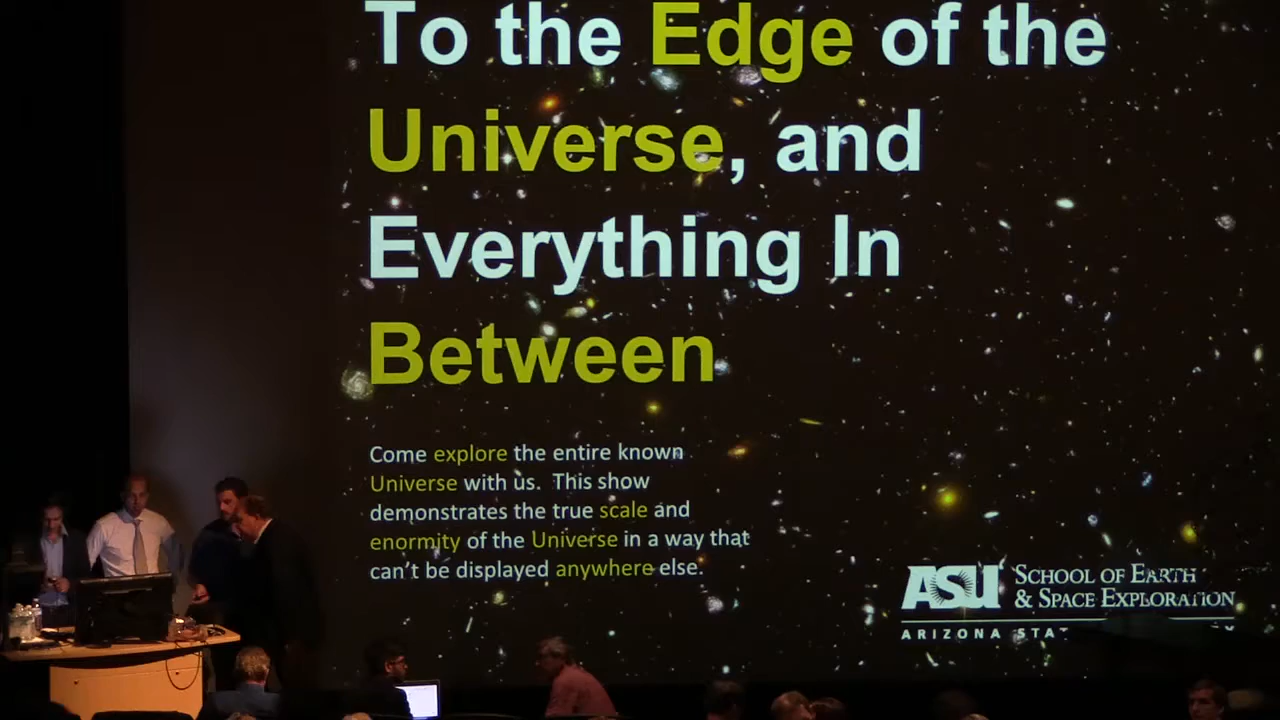 To the Edge of the
Universe, and
Everything In
Between
Come explore the entire known
Universe with us. This show
demonstrates the true scale and
enormity of the Universe in a way that
can't be displayed anywhere else.
ASU SCHOOL OF EARTH
& SPACE EXPLORATION
ARIZONA